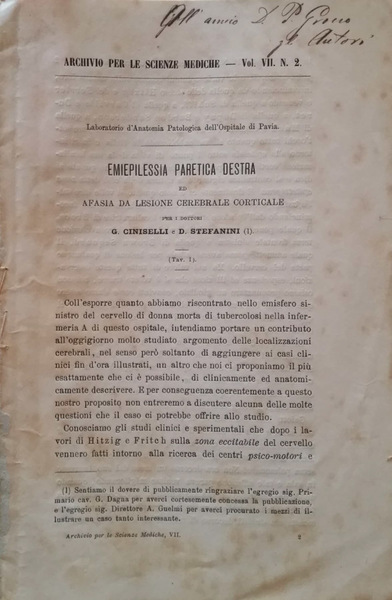 All' amico D. P.
gli Autori
ARCHIVIO PER LE SCIENZE MEDICHE — Vol. VII. N. 2.
Laboratorio d'Anatomia Patologica dell'Ospitale di Pavia.
EMIEPILESSIA PARETICA DESTRA
ED
AFASIA DA LESIONE CEREBRALE CORTICALE
PER I DOTTORI
G. CINISELLI e D. STEFANINI (1).
(Tav. I).
Coll'esporre quanto abbiamo riscontrato nello emisfero si-
nistro del cervello di donna morta di tubercolosi nella infer-
meria A di questo ospitale, intendiamo portare un contributo
all'oggigiorno molto studiato argomento delle localizzazioni
cerebrali, nel senso però soltanto di aggiungere ai casi cli-
nici fin d'ora illustrati, un altro che noi ci proponiamo il più
esattamente che ci è possibile, di clinicamente ed anatomi-
camente descrivere. E per conseguenza coerentemente a questo
nostro proposito non entreremo a discutere alcuna delle molte
questioni che il caso ci potrebbe offrire allo studio.
Conosciamo gli studi clinici e sperimentali che dopo i la-
vori di Hitzig e Fritch sulla zona eccitabile del cervello
vennero fatti intorno alla ricerca dei centri psico-motori e
(1) Sentiamo il dovere di pubblicamente ringraziare l'egregio sig. Pri-
mario cav. G. Dagna per averci cortesemente concessa la pubblicazione,
e l'egregio sig. Direttore A. Guelmi per averci procurato i mezzi di il-
lustrare un caso tanto interessante.
Archivio per le Scienze Mediche, VII.
2